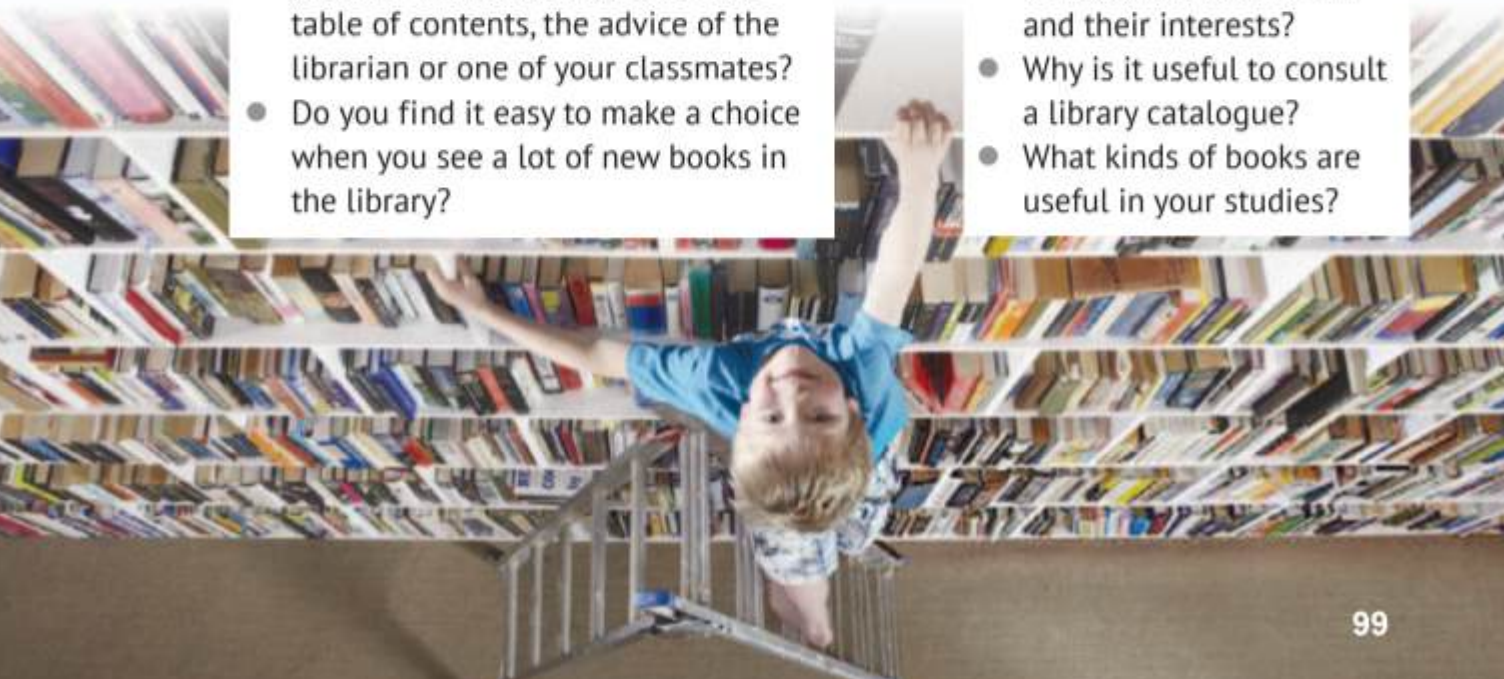 table of contents, the advice of the
librarian or one of your classmates?
● Do you find it easy to make a choice
when you see a lot of new books in
the library?
and their interests?
● Why is it useful to consult
a library catalogue?
● What kinds of books are
useful in your studies?
99